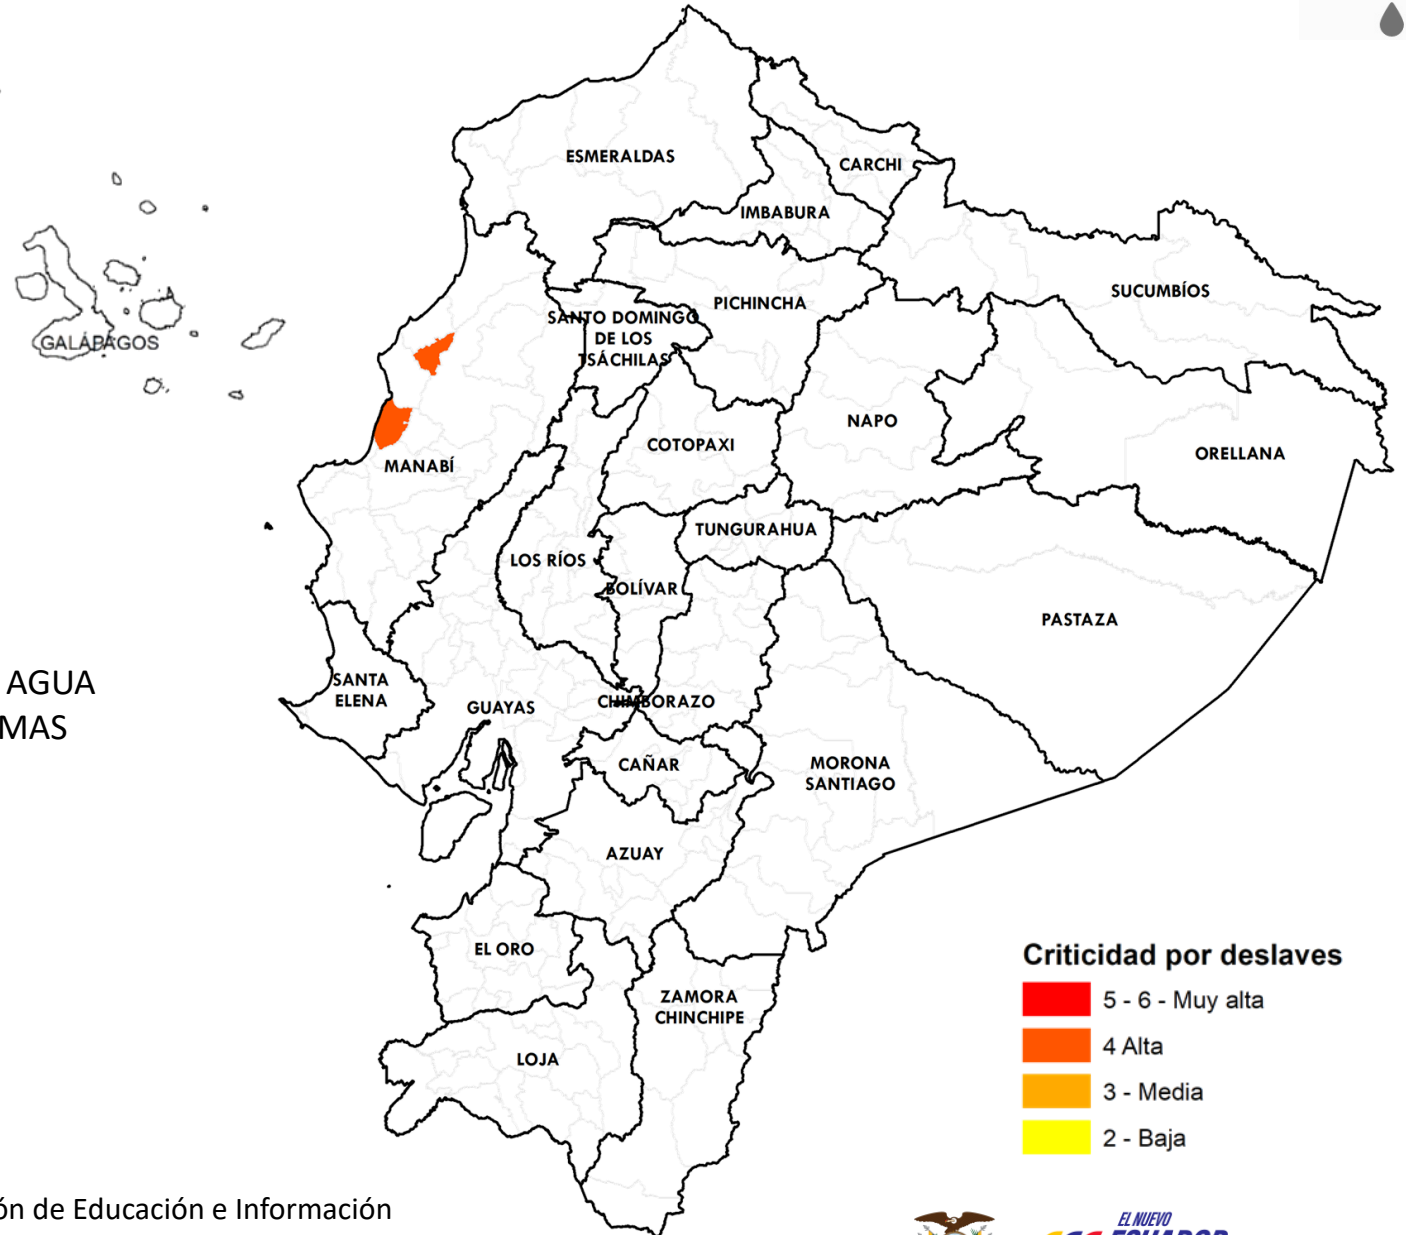 ESMERALDAS
CARCHI
IMBABURA
SUCUMBÍOS
PICHINCHA
SANTO DOMINGO
DE LOS
TSÁCHILAS
GALÁPAGOS
NAPO
COTOPAXI
ORELLANA
MANABÍ
TUNGURAHUA
LOS RÍOS
BOLÍVAR
PASTAZA
AGUA
MAS
SANTA
ELENA
GUAYAS
CHIMBORAZO
CAÑAR
MORONA
SANTIAGO
AZUAY
EL ORO
ZAMORA
CHINCHIPE
LOJA
Criticidad por deslaves
5 - 6 - Muy alta
4 Alta
3 - Media
2 - Baja
ón de Educación e Información
EL NUEVO
ECUADOR